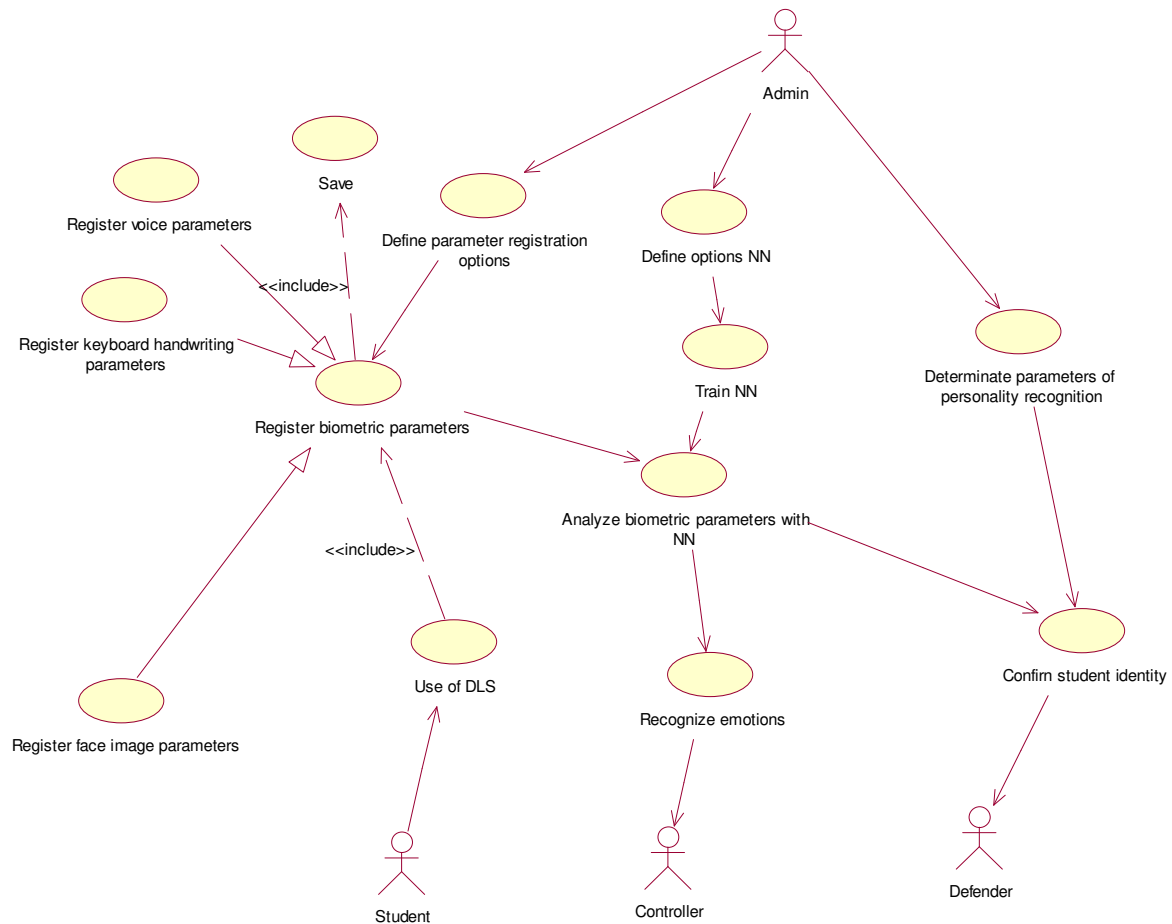 Admin
Save
Register voice parameters
Define parameter registration
options
Define options NN
<<include>>
Register keyboard handwriting
parameters
Determinate parameters of
personality recognition
Train NN
Register biometric parameters
Analyze biometric parameters with
NN
<<include>>
Use of DLS
Confirn student identity
Recognize emotions
Register face image parameters
Defender
Student
Controller